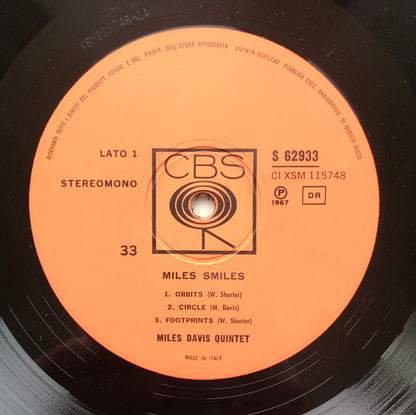 RISERVATI TUTTI I DIRITTI DEL PRODUTT. FONOG. E DEL PROPR. DELL'OPERA RIPRODOTTA VIETATA DUPLICAZ. PUBBLICA ESEC. RADIODIFFUS. DI QUESTO DISCO
LATO 1
CBS
S 62933
CI XSM 115748
STEREOMONO
P
1967
DR
33
MILES SMILES
1. ORBITS (W. Shorter)
2. CIRCLE (M. Davis)
3. FOOTPRINTS (W. Shorter)
MILES DAVIS QUINTET
MADE IN ITALY